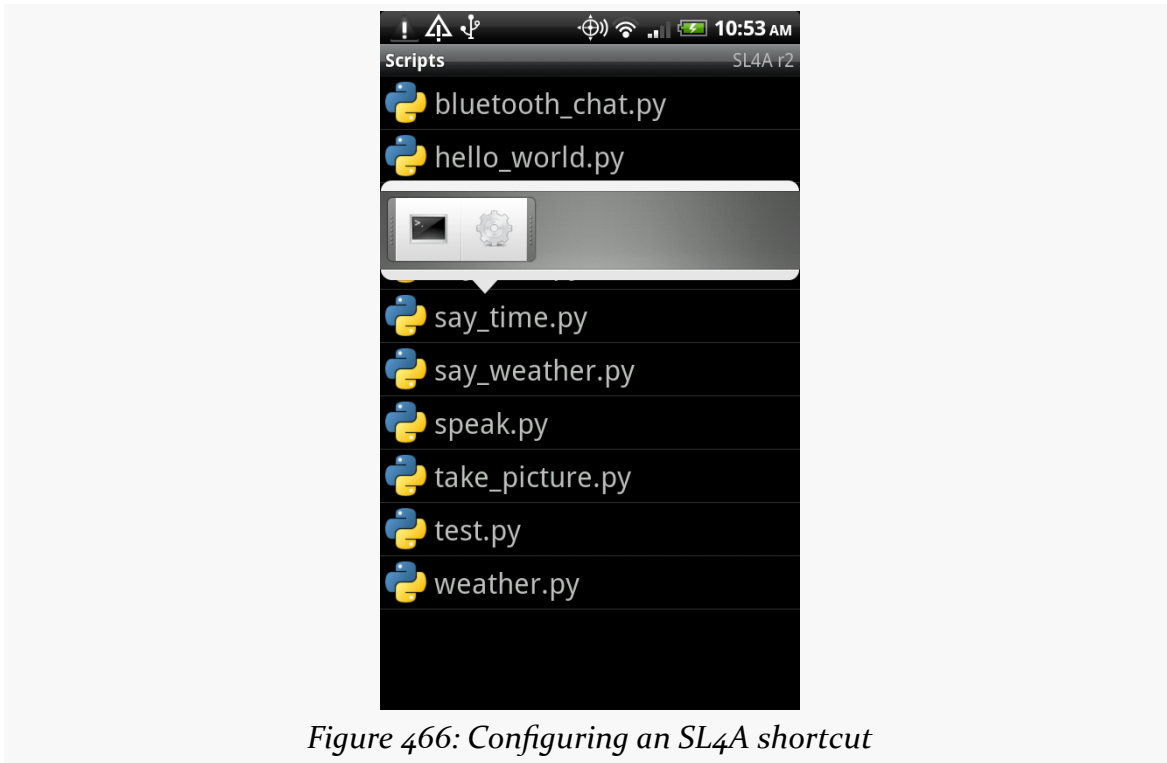 10:53 AM
Scripts SL4A r2
bluetooth_chat.py
hello_world.py
>_
say_time.py
say_weather.py
speak.py
take_picture.py
test.py
weather.py
Figure 466: Configuring an SL4A shortcut